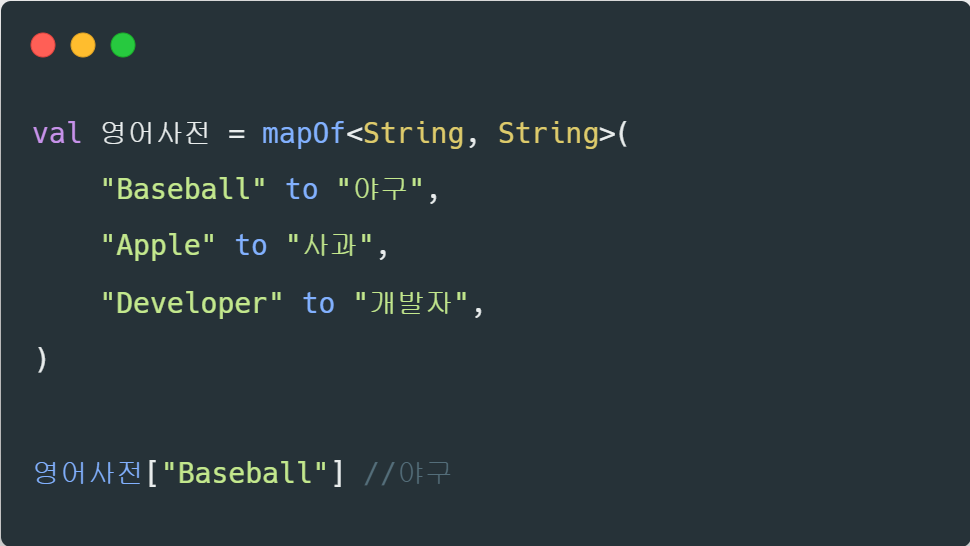 val 영어사전 = mapOf<String, String>(
    "Baseball" to "야구",
    "Apple" to "사과",
    "Developer" to "개발자",
)
영어사전["Baseball"] //야구